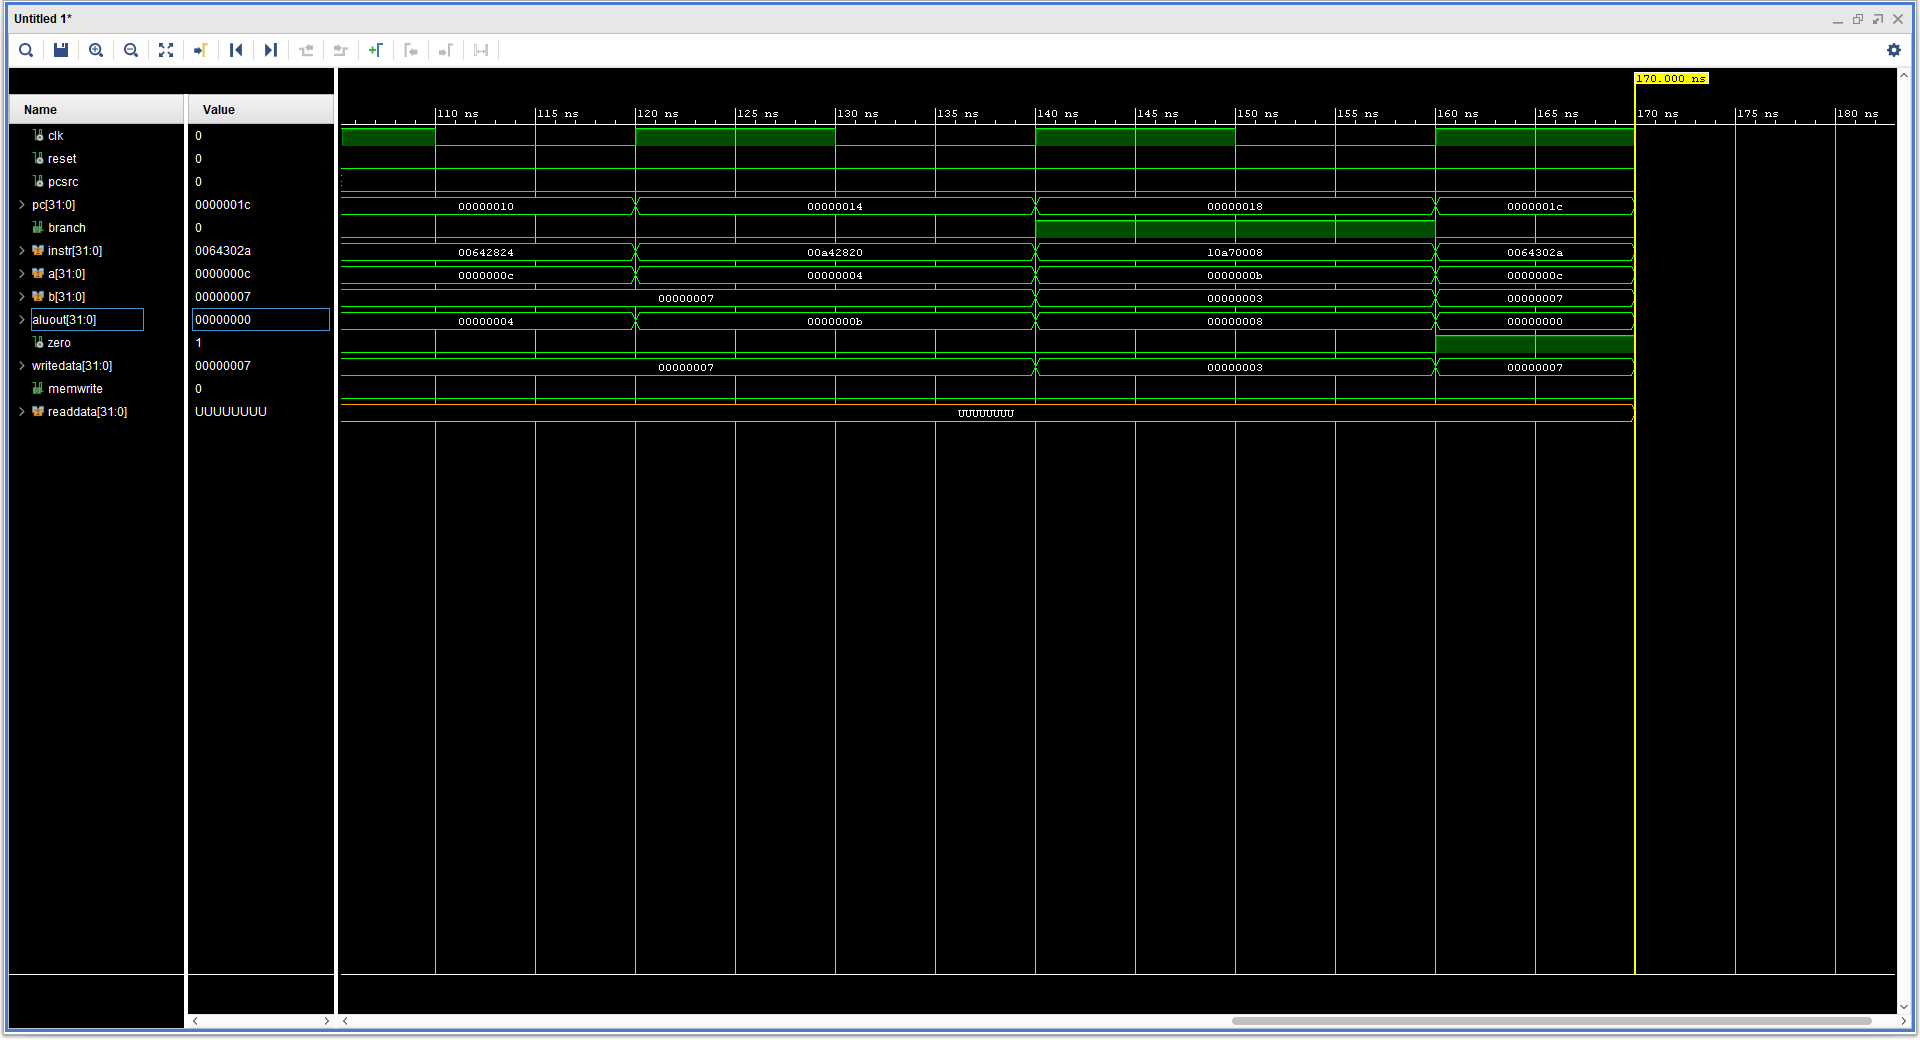 Untitled 1*
170.000 ns
Name Value
110 ns 115 ns 120 ns 125 ns 130 ns 135 ns 140 ns 145 ns 150 ns 155 ns 160 ns 165 ns 170 ns 175 ns 180 ns
clk 0
reset 0
pcsrc 0
pc[31:0] 0000001c 00000010 00000014 00000018 0000001c
branch 0
instr[31:0] 0064302a 00642824 00a42820 10a70008 0064302a
a[31:0] 0000000c 0000000c 00000004 0000000b 0000000c
b[31:0] 00000007 00000007 00000003 00000007
aluout[31:0] 00000000 00000004 0000000b 00000008 00000000
zero 1
writedata[31:0] 00000007 00000007 00000003 00000007
memwrite 0
readdata[31:0] UUUUUUUU UUUUUUUU